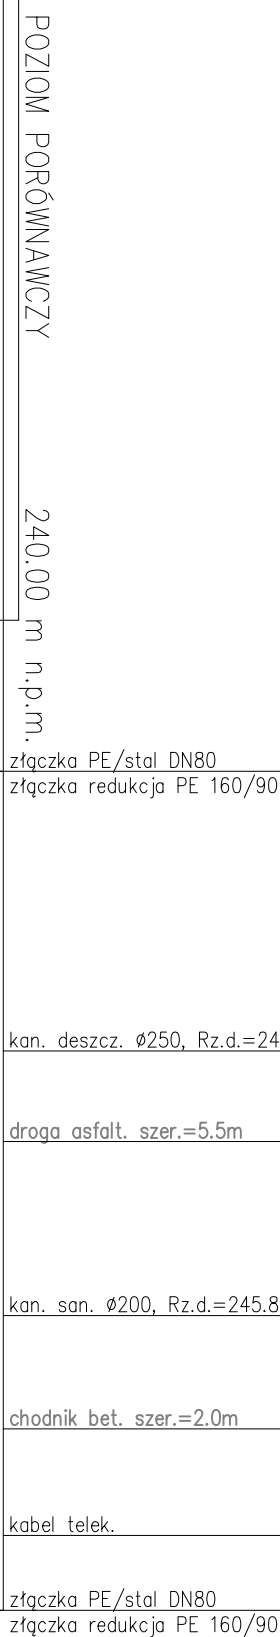 POZIOM PORÓWNAWCZY 240.00 m n.p.m.
złączka PE/stal DN80
złączka redukcja PE 160/90
kan. deszcz. Ø250, Rz.d.=24
droga asfalt. szer.=5.5m
kan. san. Ø200, Rz.d.=245.8
chodnik bet. szer.=2.0m
kabel telek.
złączka PE/stal DN80
złączka redukcja PE 160/90